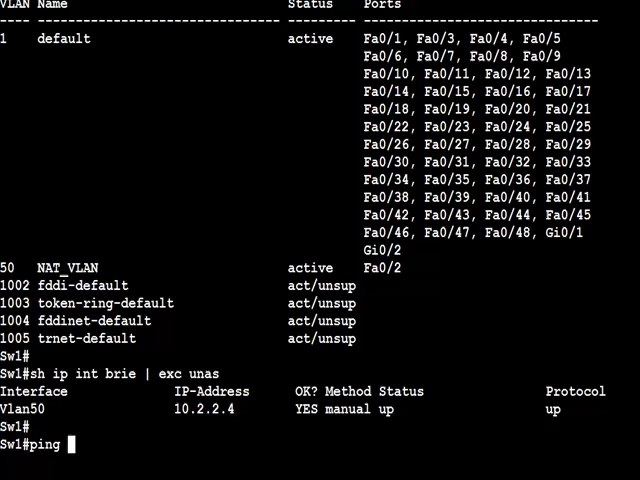 VLAN Name                             Status    Ports
---- -------------------------------- --------- -------------------------------
1    default                          active    Fa0/1, Fa0/3, Fa0/4, Fa0/5
                                                Fa0/6, Fa0/7, Fa0/8, Fa0/9
                                                Fa0/10, Fa0/11, Fa0/12, Fa0/13
                                                Fa0/14, Fa0/15, Fa0/16, Fa0/17
                                                Fa0/18, Fa0/19, Fa0/20, Fa0/21
                                                Fa0/22, Fa0/23, Fa0/24, Fa0/25
                                                Fa0/26, Fa0/27, Fa0/28, Fa0/29
                                                Fa0/30, Fa0/31, Fa0/32, Fa0/33
                                                Fa0/34, Fa0/35, Fa0/36, Fa0/37
                                                Fa0/38, Fa0/39, Fa0/40, Fa0/41
                                                Fa0/42, Fa0/43, Fa0/44, Fa0/45
                                                Fa0/46, Fa0/47, Fa0/48, Gi0/1
                                                Gi0/2
50   NAT_VLAN                         active    Fa0/2
1002 fddi-default                     act/unsup
1003 token-ring-default               act/unsup
1004 fddinet-default                  act/unsup
1005 trnet-default                    act/unsup
Sw1#
Sw1#sh ip int brie | exc unas
Interface              IP-Address      OK? Method Status                Protocol
Vlan50                 10.2.2.4        YES manual up                    up
Sw1#
Sw1#ping